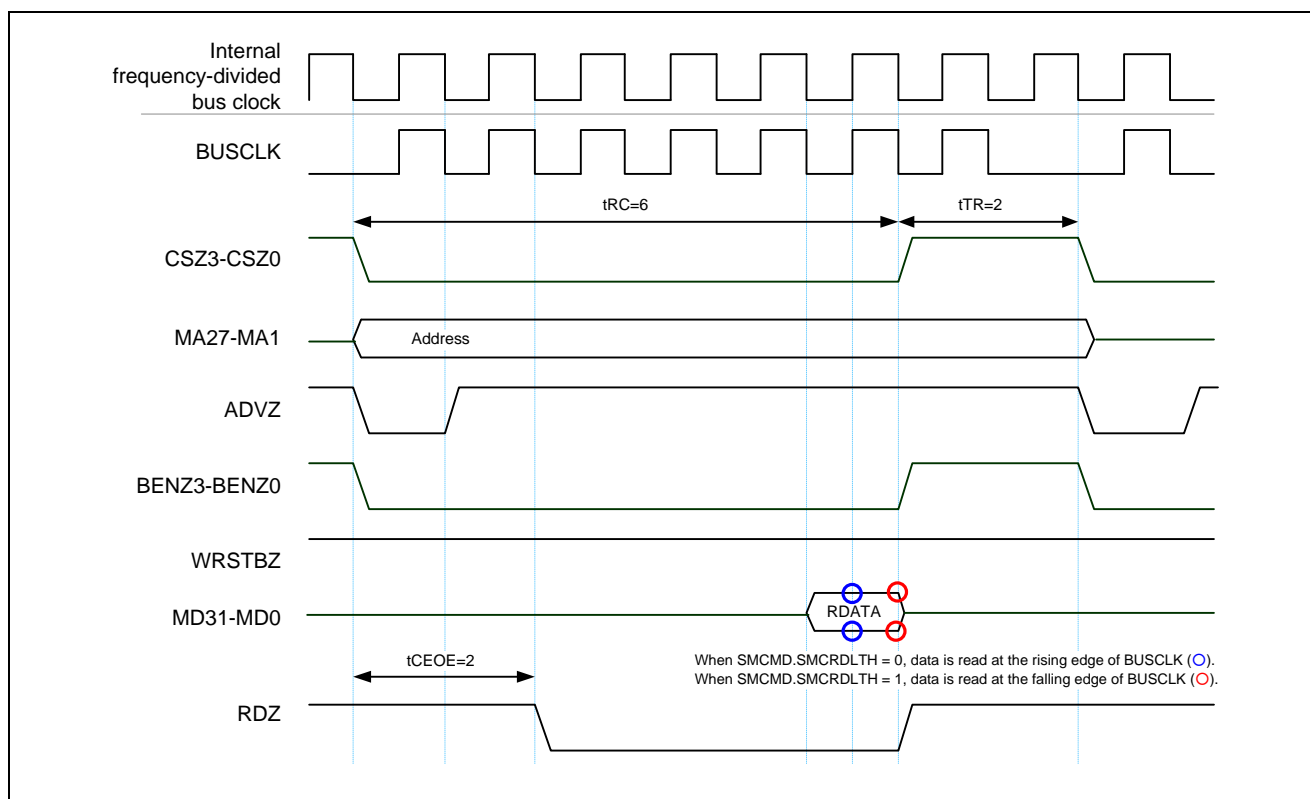 Internal
frequency-divided
bus clock
BUSCLK
tRC=6
tTR=2
CSZ3-CSZ0
MA27-MA1
Address
ADVZ
BENZ3-BENZ0
WRSTBZ
MD31-MD0
RDATA
When SMCMD.SMCRDLTH = 0, data is read at the rising edge of BUSCLK (O).
When SMCMD.SMCRDLTH = 1, data is read at the falling edge of BUSCLK (O).
tCEOE=2
RDZ